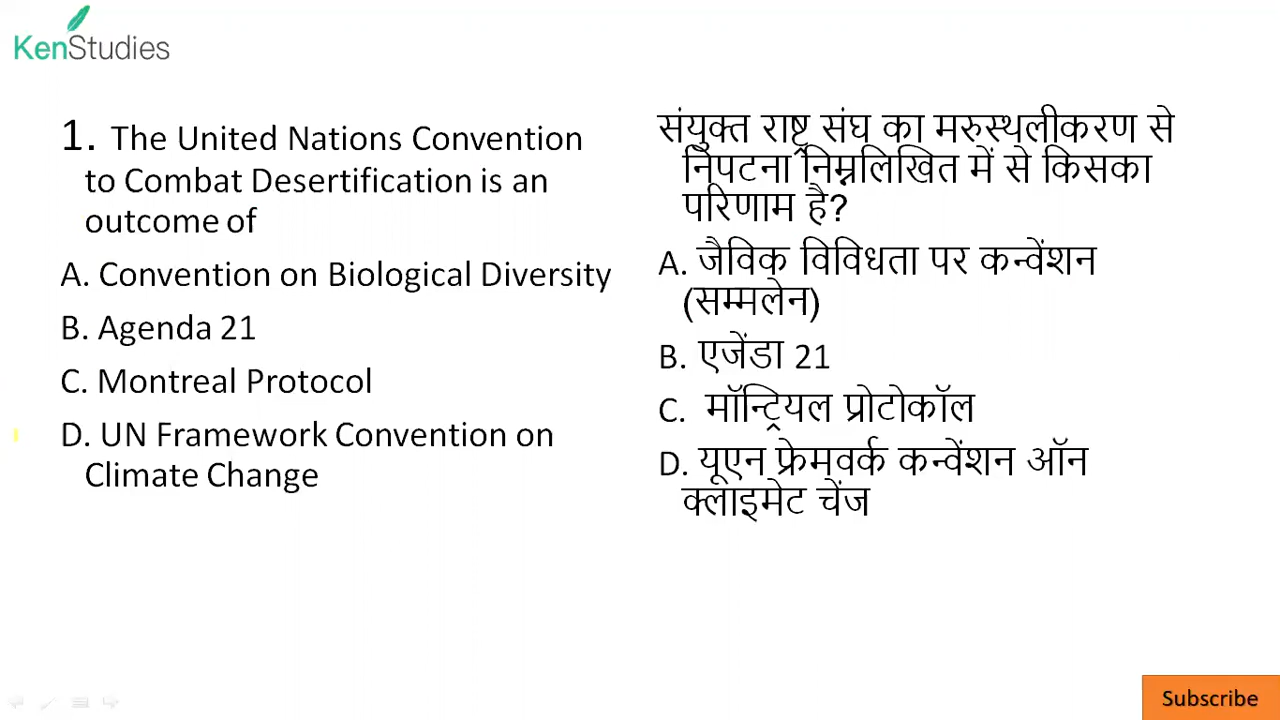 KenStudies
1. The United Nations Convention
to Combat Desertification is an
outcome of
A. Convention on Biological Diversity
B. Agenda 21
C. Montreal Protocol
D. UN Framework Convention on
Climate Change
संयुक्त राष्ट्र संघ का मरुस्थलीकरण से
निपटना निम्नलिखित में से किसका
परिणाम है?
A. जैविक विविधता पर कन्वेंशन
(सम्मलेन)
B. एजेंडा 21
C. मॉन्ट्रियल प्रोटोकॉल
D. यूएन फ्रेमवर्क कन्वेंशन ऑन
क्लाइमेट चेंज
Subscribe